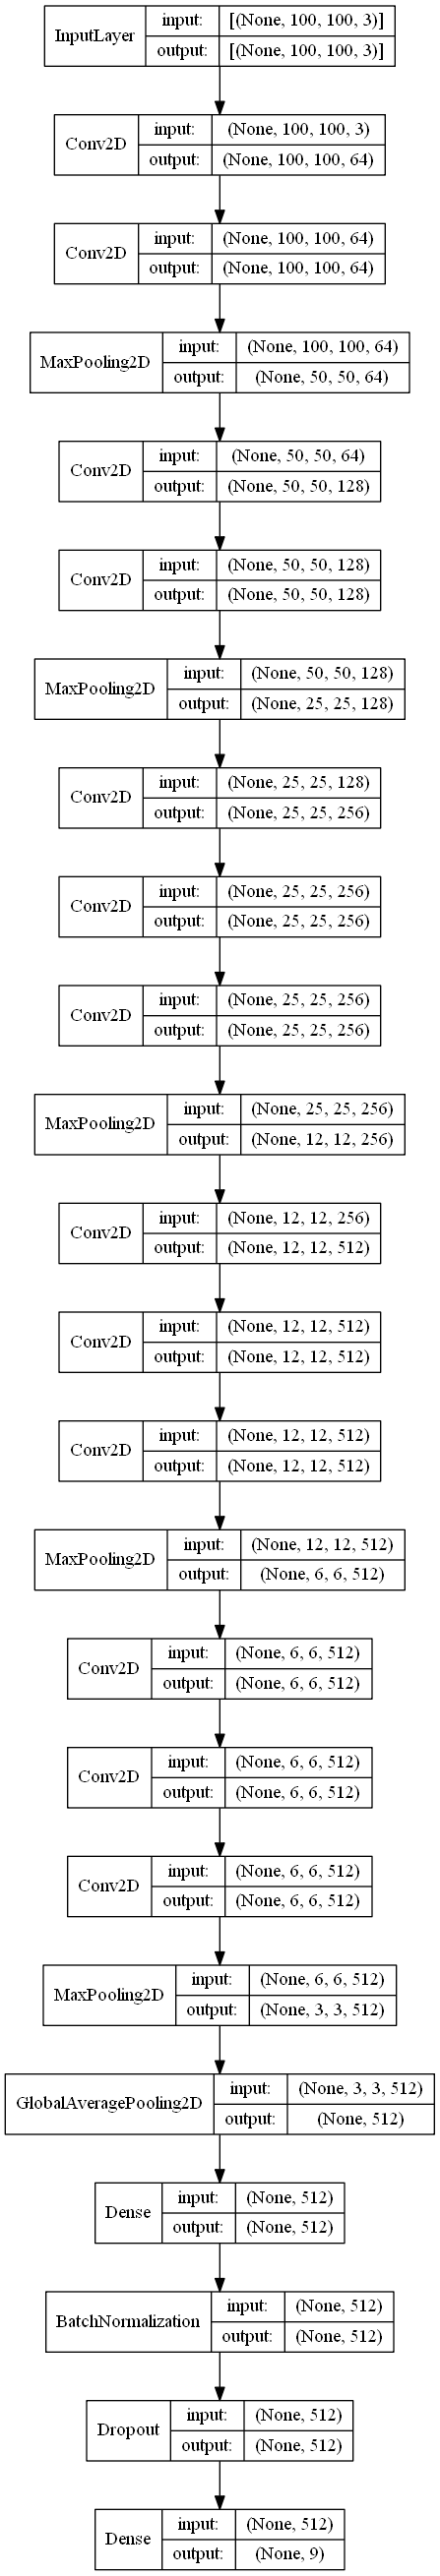 InputLayer input: [(None, 100, 100, 3)]
output: [(None, 100, 100, 3)]
Conv2D input: (None, 100, 100, 3)
output: (None, 100, 100, 64)
Conv2D input: (None, 100, 100, 64)
output: (None, 100, 100, 64)
MaxPooling2D input: (None, 100, 100, 64)
output: (None, 50, 50, 64)
Conv2D input: (None, 50, 50, 64)
output: (None, 50, 50, 128)
Conv2D input: (None, 50, 50, 128)
output: (None, 50, 50, 128)
MaxPooling2D input: (None, 50, 50, 128)
output: (None, 25, 25, 128)
Conv2D input: (None, 25, 25, 128)
output: (None, 25, 25, 256)
Conv2D input: (None, 25, 25, 256)
output: (None, 25, 25, 256)
Conv2D input: (None, 25, 25, 256)
output: (None, 25, 25, 256)
MaxPooling2D input: (None, 25, 25, 256)
output: (None, 12, 12, 256)
Conv2D input: (None, 12, 12, 256)
output: (None, 12, 12, 512)
Conv2D input: (None, 12, 12, 512)
output: (None, 12, 12, 512)
Conv2D input: (None, 12, 12, 512)
output: (None, 12, 12, 512)
MaxPooling2D input: (None, 12, 12, 512)
output: (None, 6, 6, 512)
Conv2D input: (None, 6, 6, 512)
output: (None, 6, 6, 512)
Conv2D input: (None, 6, 6, 512)
output: (None, 6, 6, 512)
Conv2D input: (None, 6, 6, 512)
output: (None, 6, 6, 512)
MaxPooling2D input: (None, 6, 6, 512)
output: (None, 3, 3, 512)
GlobalAveragePooling2D input: (None, 3, 3, 512)
output: (None, 512)
Dense input: (None, 512)
output: (None, 512)
BatchNormalization input: (None, 512)
output: (None, 512)
Dropout input: (None, 512)
output: (None, 512)
Dense input: (None, 512)
output: (None, 9)